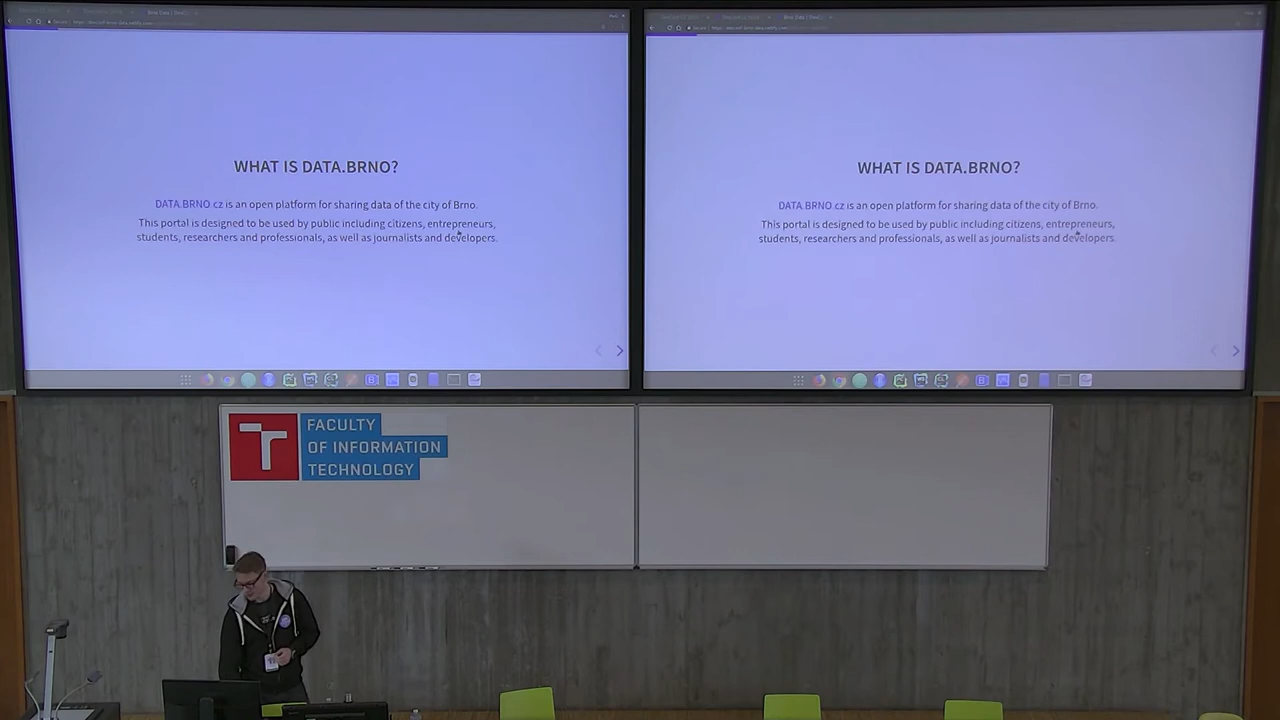 WHAT IS DATA.BRNO?
DATA.BRNO.cz is an open platform for sharing data of the city of Brno.
This portal is designed to be used by public including citizens, entrepreneurs,
students, researchers and professionals, as well as journalists and developers.
WHAT IS DATA.BRNO?
DATA.BRNO.cz is an open platform for sharing data of the city of Brno.
This portal is designed to be used by public including citizens, entrepreneurs,
students, researchers and professionals, as well as journalists and developers.
FACULTY
OF INFORMATION
TECHNOLOGY